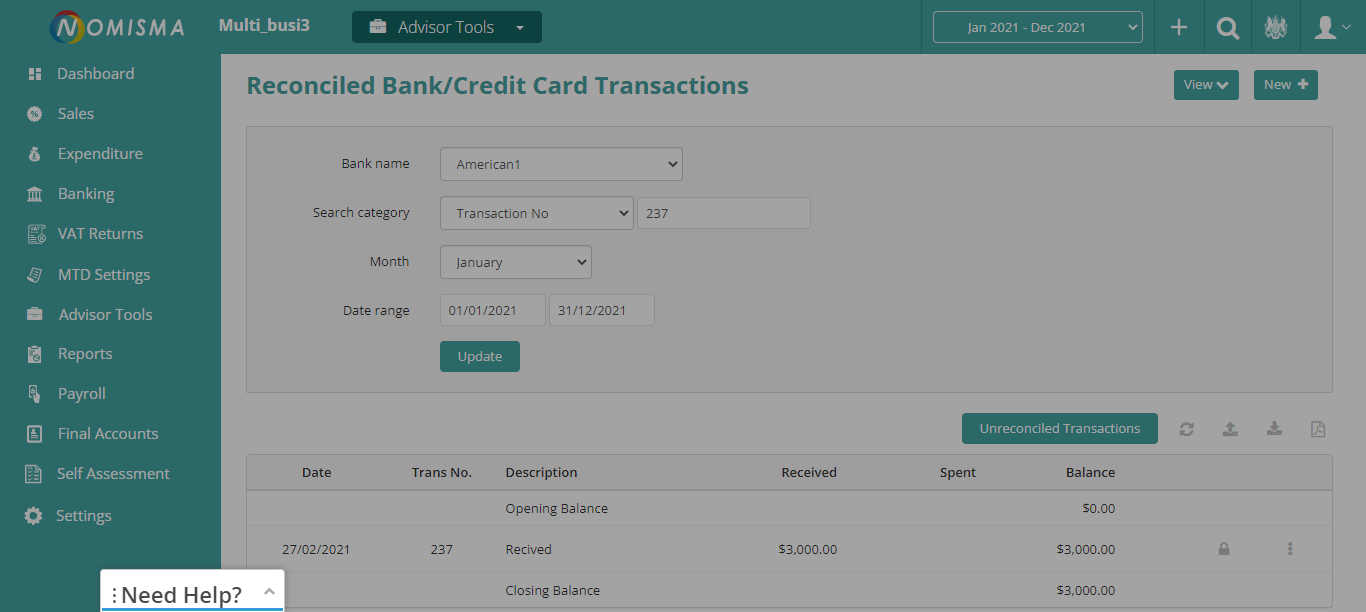 NOMISMA
Multi_busi3
Advisor Tools
Jan 2021 - Dec 2021
Dashboard
Sales
Expenditure
Banking
VAT Returns
MTD Settings
Advisor Tools
Reports
Payroll
Final Accounts
Self Assessment
Settings
Reconciled Bank/Credit Card Transactions
View
New
Bank name American1
Search category Transaction No 237
Month January
Date range 01/01/2021 31/12/2021
Update
Unreconciled Transactions
Date Trans No. Description Received Spent Balance
Opening Balance $0.00
27/02/2021 237 Recived $3,000.00 $3,000.00
Closing Balance $3,000.00
Need Help?